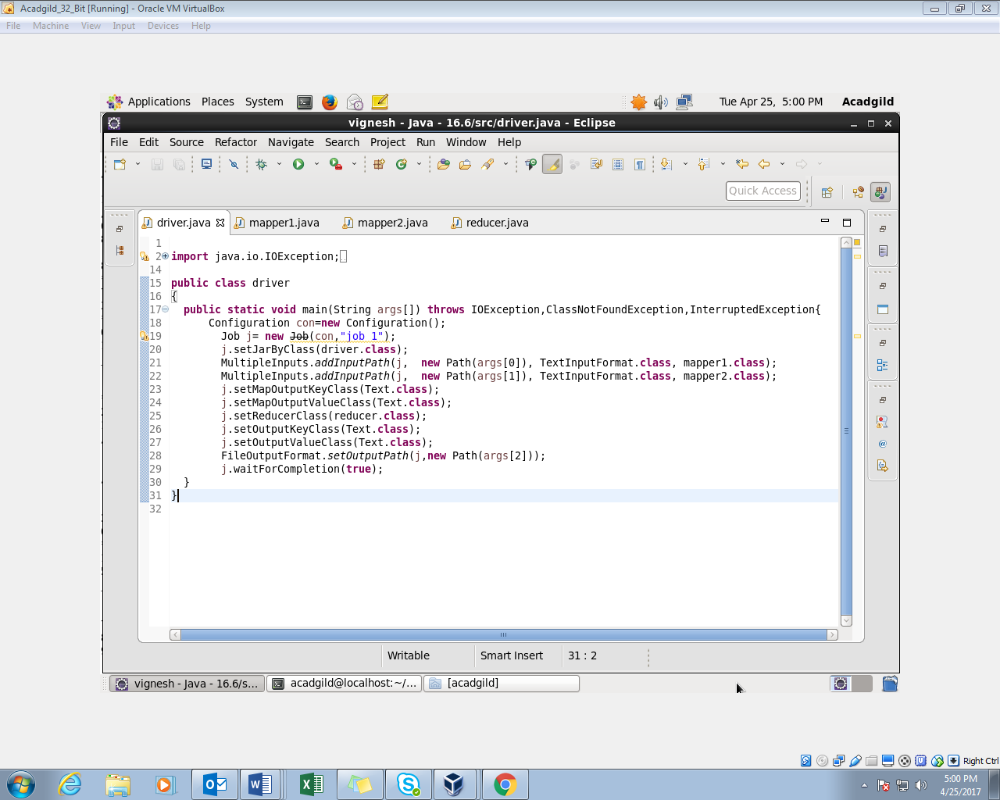 Acadgild_32_Bit [Running] - Oracle VM VirtualBox
File Machine View Input Devices Help
Applications Places System Tue Apr 25, 5:00 PM Acadgild
vignesh - Java - 16.6/src/driver.java - Eclipse
File Edit Source Refactor Navigate Search Project Run Window Help
Quick Access
driver.java mapper1.java mapper2.java reducer.java
1
2 import java.io.IOException;
14
15 public class driver
16 {
17 public static void main(String args[]) throws IOException,ClassNotFoundException,InterruptedException{
18 Configuration con=new Configuration();
19 Job j= new Job(con,"job 1");
20 j.setJarByClass(driver.class);
21 MultipleInputs.addInputPath(j,  new Path(args[0]), TextInputFormat.class, mapper1.class);
22 MultipleInputs.addInputPath(j,  new Path(args[1]), TextInputFormat.class, mapper2.class);
23 j.setMapOutputKeyClass(Text.class);
24 j.setMapOutputValueClass(Text.class);
25 j.setReducerClass(reducer.class);
26 j.setOutputKeyClass(Text.class);
27 j.setOutputValueClass(Text.class);
28 FileOutputFormat.setOutputPath(j,new Path(args[2]));
29 j.waitForCompletion(true);
30 }
31 }
32
Writable Smart Insert 31 : 2
vignesh - Java - 16.6/s... acadgild@localhost:~/... [acadgild]
Right Ctrl
5:00 PM
4/25/2017